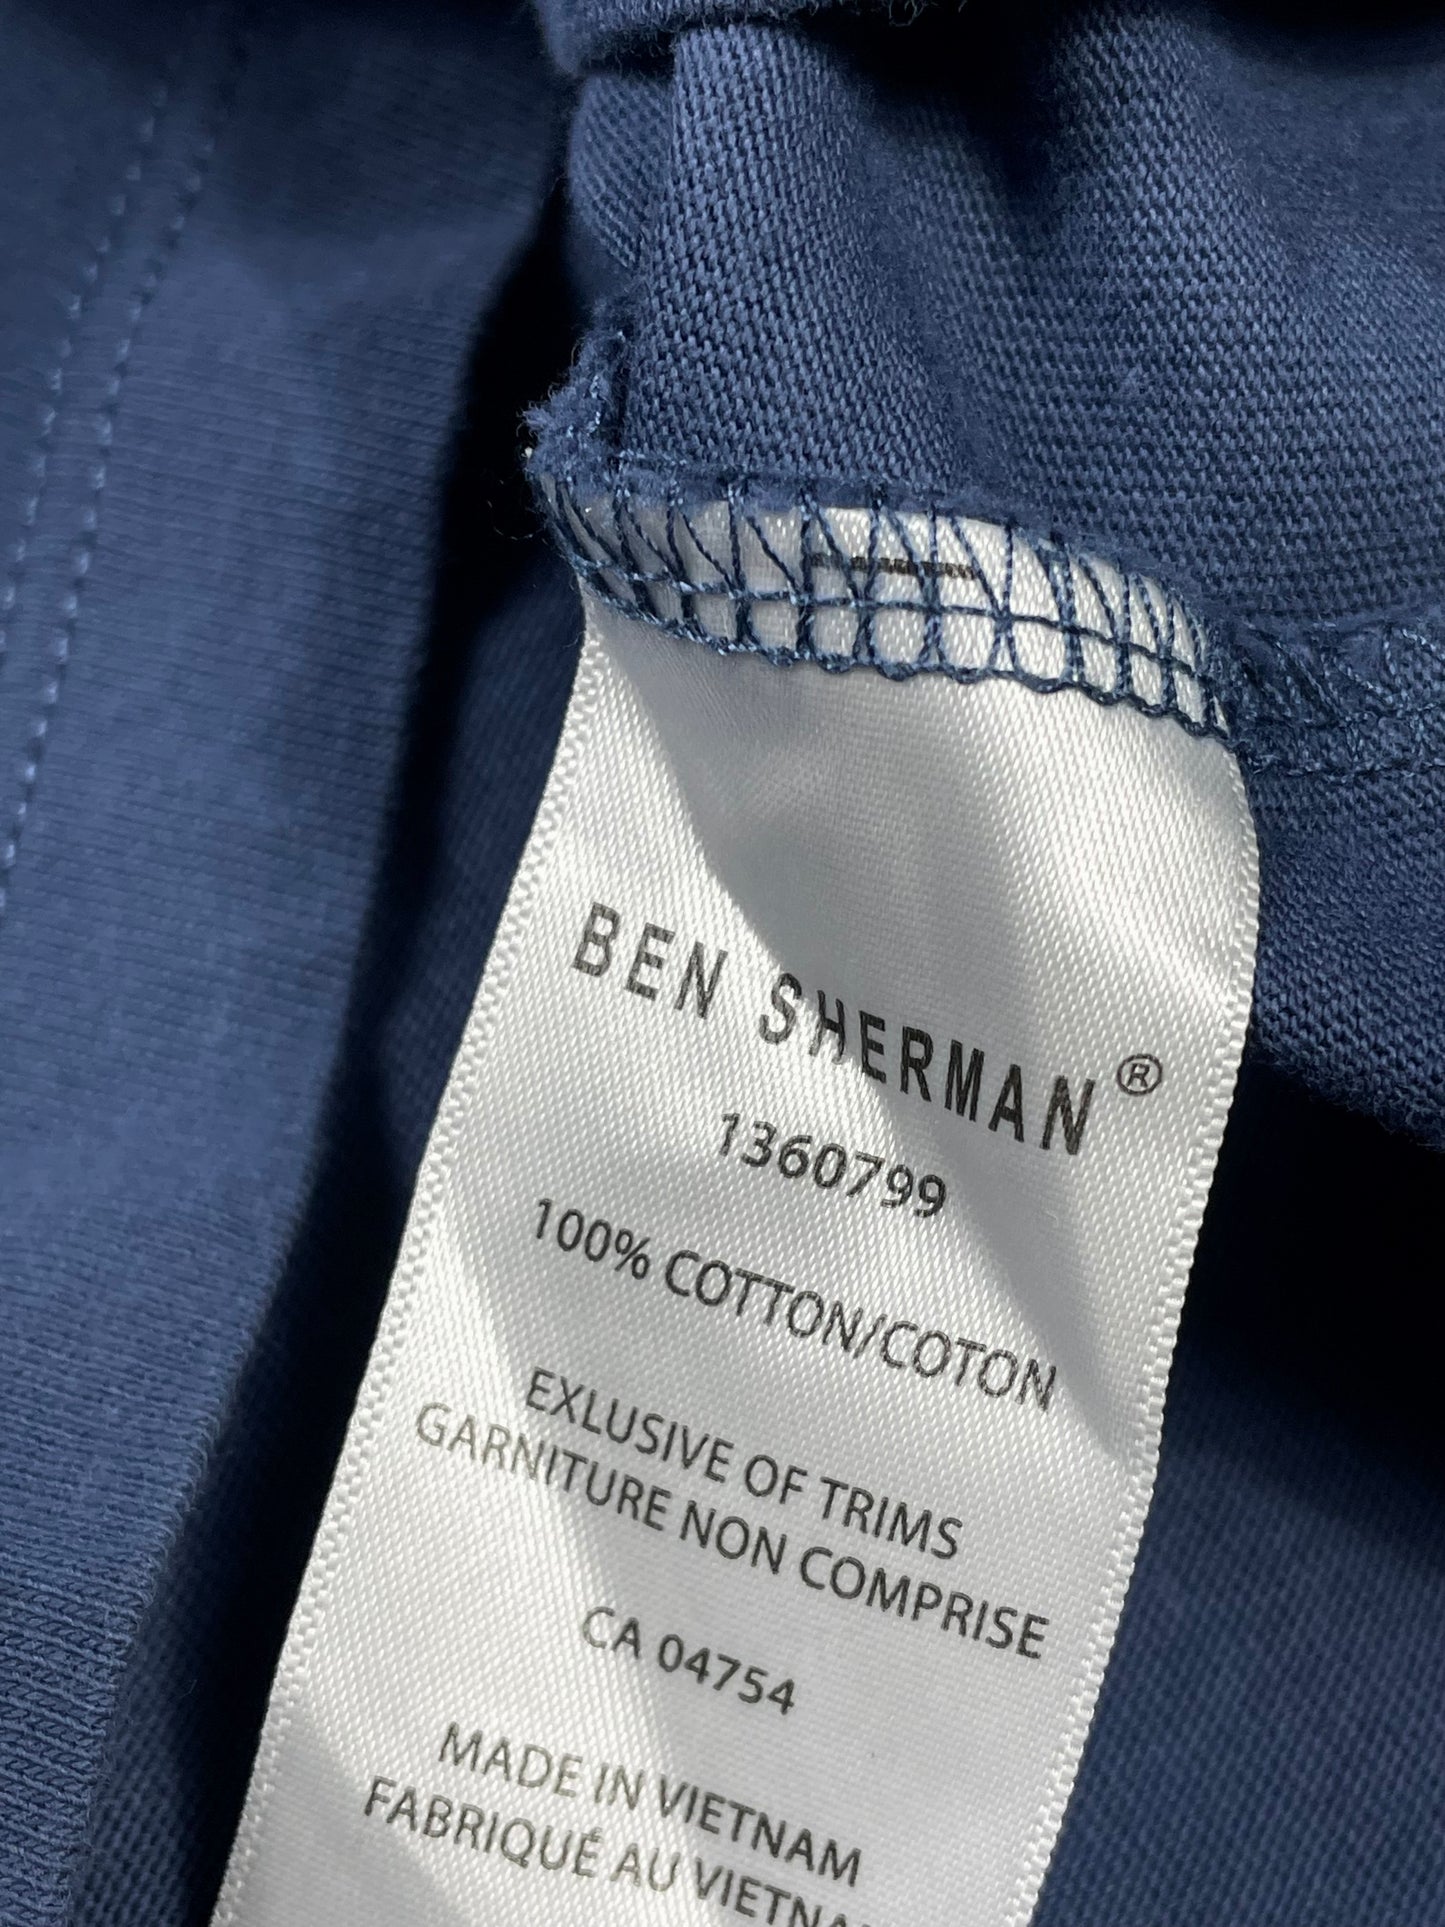 BEN SHERMAN®
1360799
100% COTTON/COTON
EXLUSIVE OF TRIMS
GARNITURE NON COMPRISE
CA 04754
MADE IN VIETNAM
FABRIQUÉ AU VIETNA